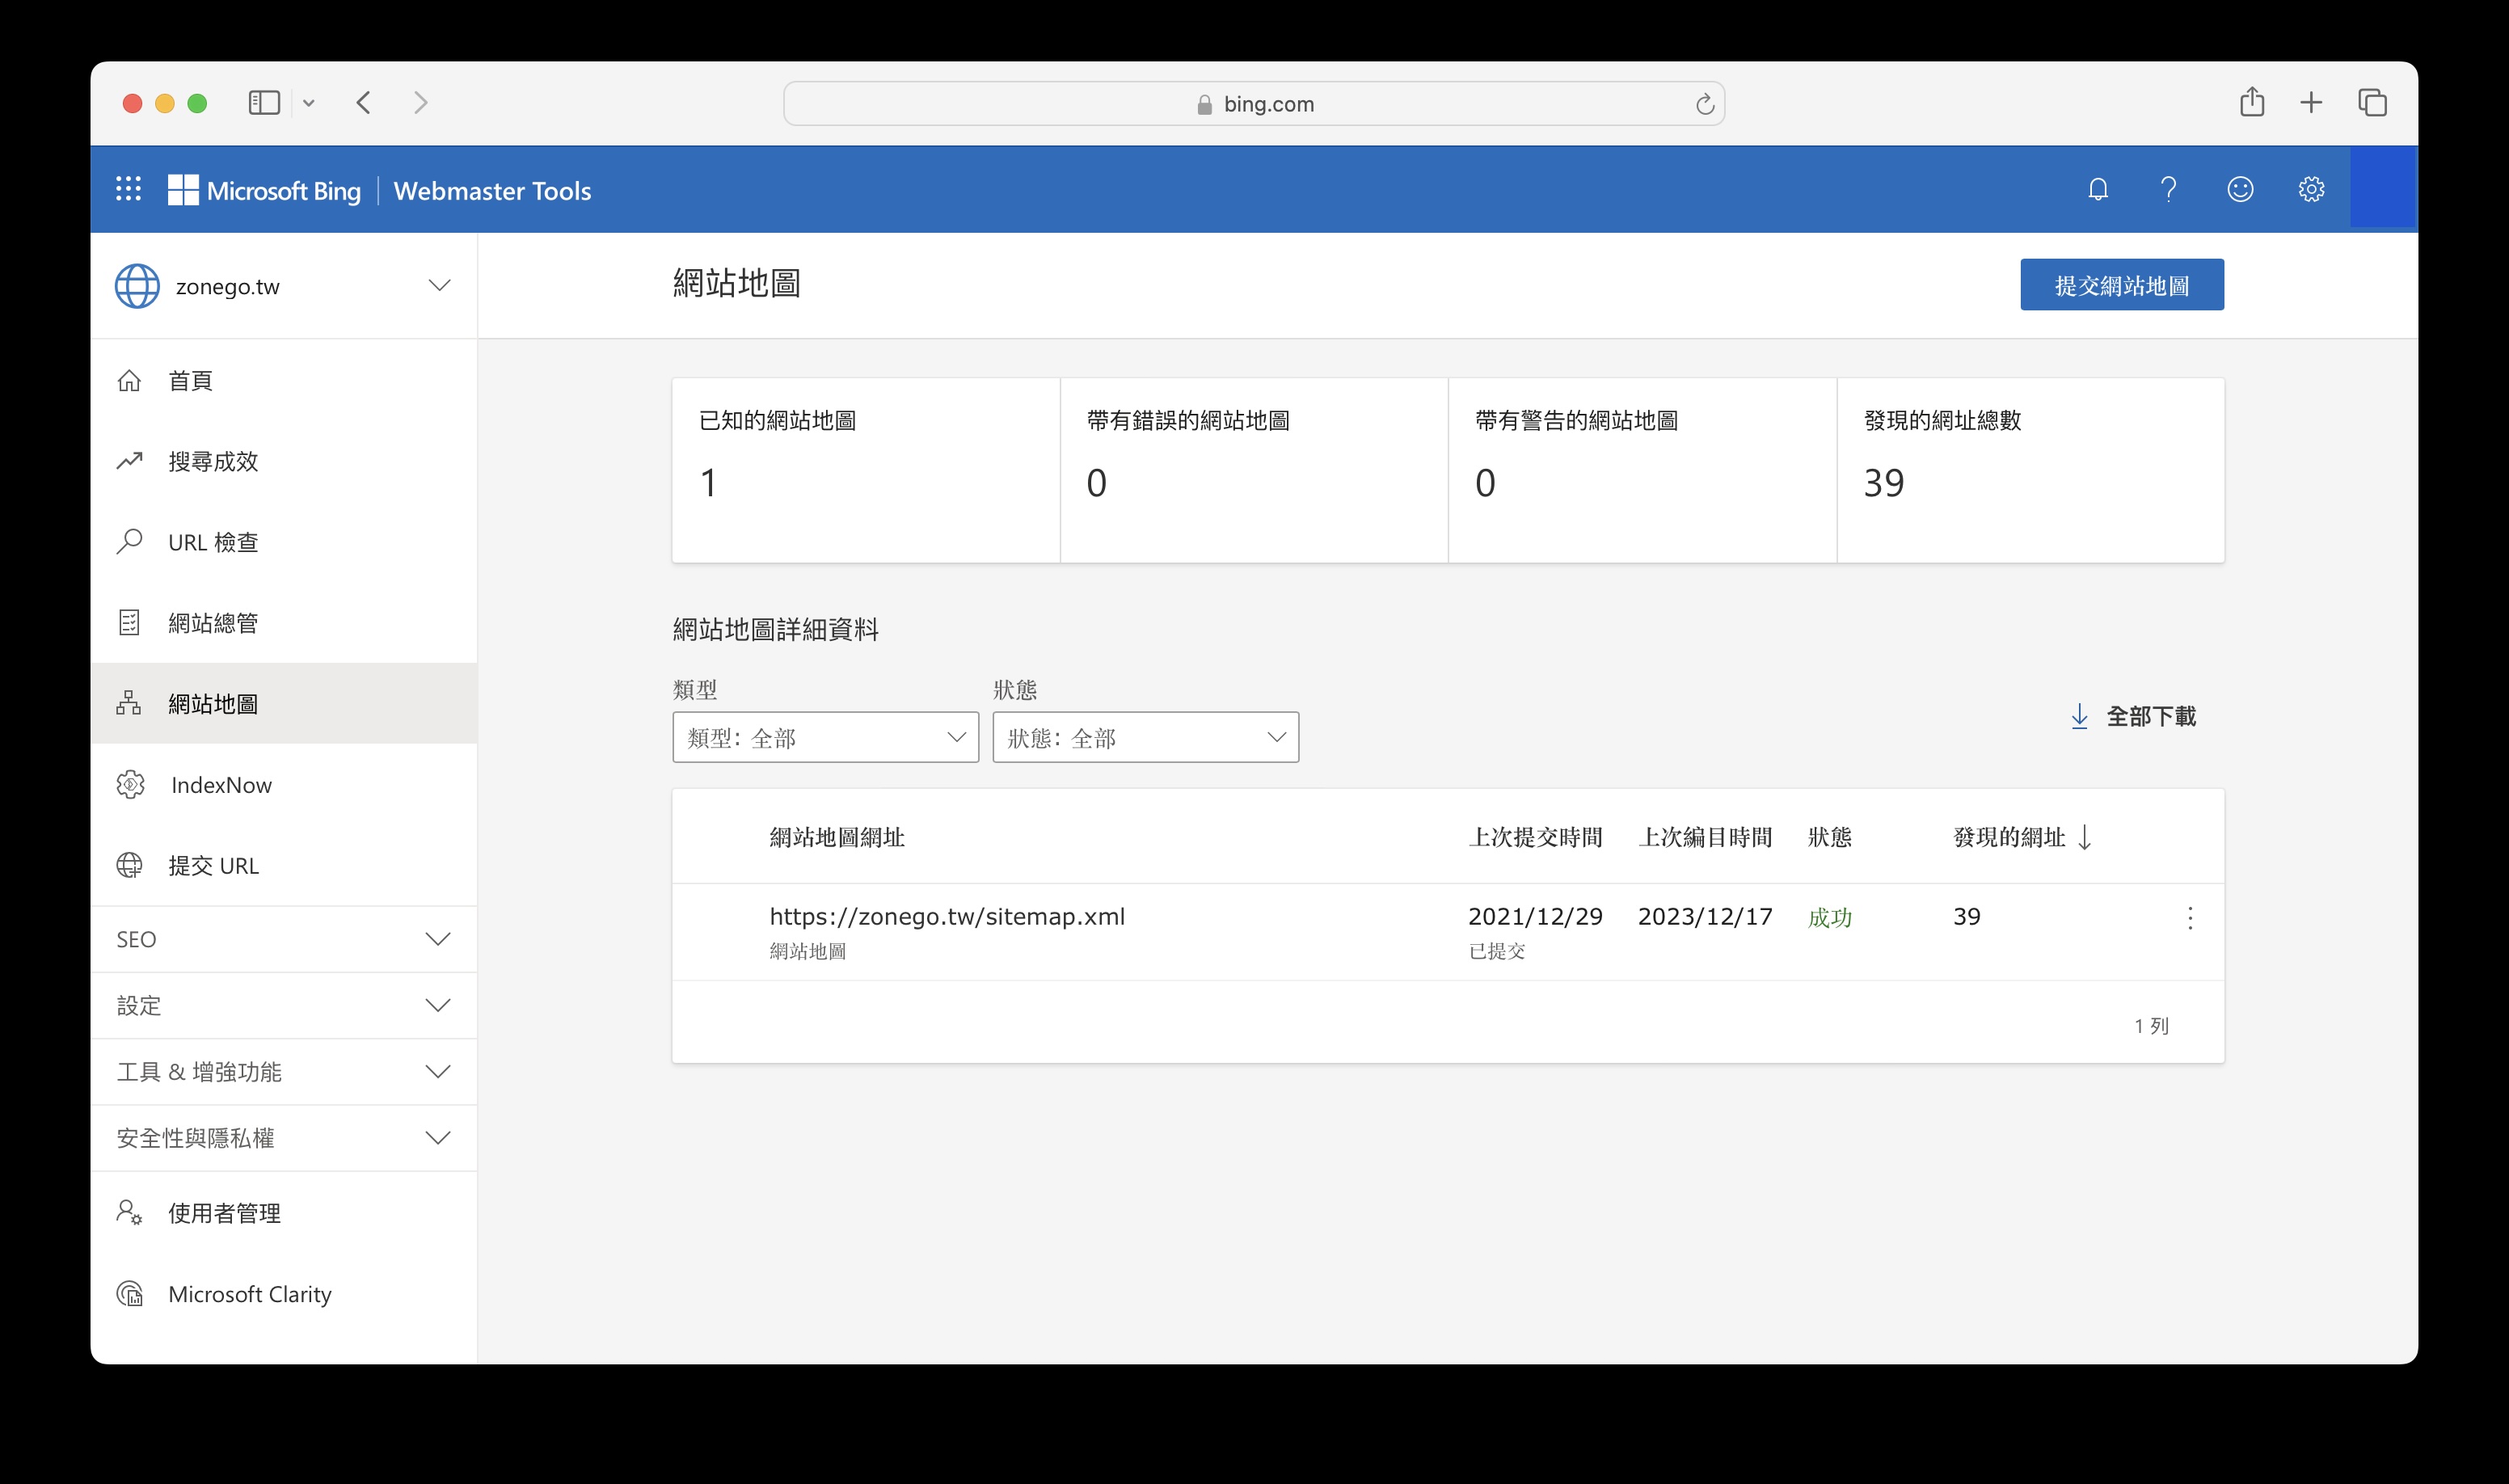 bing.com
Microsoft Bing | Webmaster Tools
zonego.tw
首頁
搜尋成效
URL 檢查
網站總管
網站地圖
IndexNow
提交 URL
SEO
設定
工具 & 增強功能
安全性與隱私權
使用者管理
Microsoft Clarity
網站地圖
提交網站地圖
已知的網站地圖
1
帶有錯誤的網站地圖
0
帶有警告的網站地圖
0
發現的網址總數
39
網站地圖詳細資料
類型
狀態
類型: 全部
狀態: 全部
全部下載
網站地圖網址 上次提交時間 上次編目時間 狀態 發現的網址
https://zonego.tw/sitemap.xml 2021/12/29 2023/12/17 成功 39
網站地圖 已提交
1 列